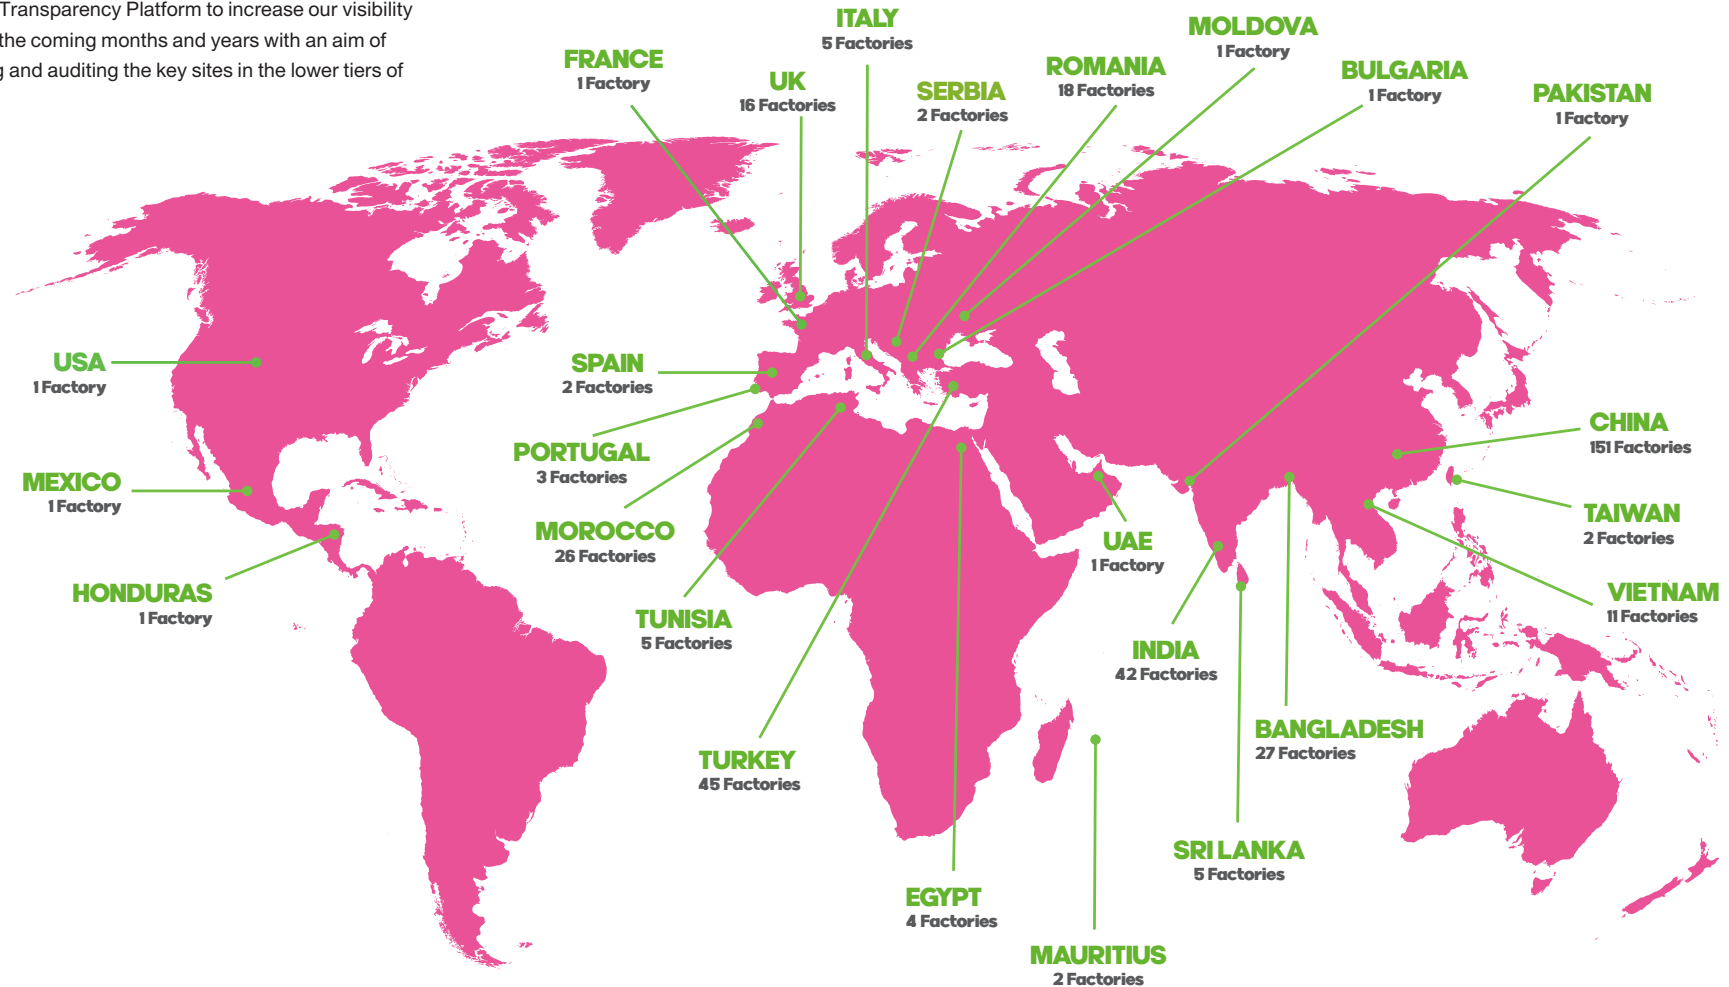 Transparency Platform to increase our visibility
the coming months and years with an aim of
g and auditing the key sites in the lower tiers of
ITALY
5 Factories
MOLDOVA
1 Factory
FRANCE
1 Factory
UK
16 Factories
SERBIA
2 Factories
ROMANIA
18 Factories
BULGARIA
1 Factory
PAKISTAN
1 Factory
USA
1 Factory
SPAIN
2 Factories
PORTUGAL
3 Factories
CHINA
151 Factories
MEXICO
1 Factory
MOROCCO
26 Factories
UAE
1 Factory
TAIWAN
2 Factories
HONDURAS
1 Factory
TUNISIA
5 Factories
VIETNAM
11 Factories
INDIA
42 Factories
TURKEY
45 Factories
BANGLADESH
27 Factories
SRI LANKA
5 Factories
EGYPT
4 Factories
MAURITIUS
2 Factories